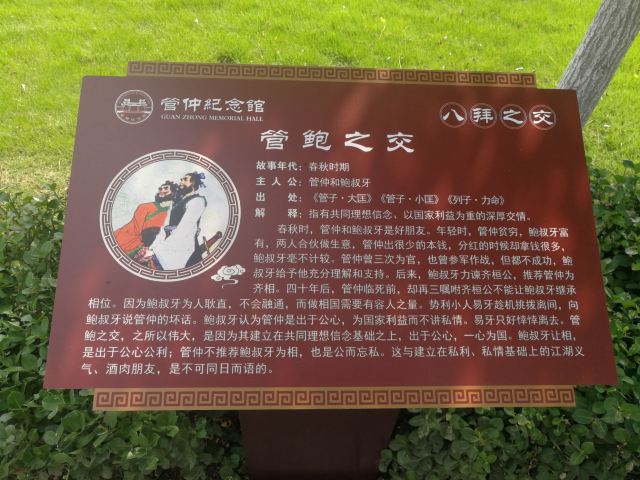 管仲紀念館
GUAN ZHONG MEMORIAL HALL
八拜之交
管鲍之交
故事年代：春秋时期
主人公：管仲和鲍叔牙
出处：《管子·大匡》《管子·小匡》《列子·力命》
解释：指有共同理想信念、以国家利益为重的深厚交情。
春秋时，管仲和鲍叔牙是好朋友。年轻时，管仲贫穷，鲍叔牙富
有，两人合伙做生意，管仲出很少的本钱，分红的时候却拿钱很多，
鲍叔牙毫不计较。管仲曾三次为官，也曾参军作战，但都不成功，鲍
叔牙给予他充分理解和支持。后来，鲍叔牙力谏齐桓公，推荐管仲为
齐相。四十年后，管仲临死前，却再三嘱咐齐桓公不能让鲍叔牙继承
相位。因为鲍叔牙为人耿直，不会融通，而做相国需要有容人之量。势利小人易牙趁机挑拨离间，向
鲍叔牙说管仲的坏话。鲍叔牙认为管仲是出于公心，为国家利益而不讲私情。易牙只好悻悻离去。管
鲍之交，之所以伟大，是因为其建立在共同理想信念基础之上，出于公心，一心为国。鲍叔牙让相，
是出于公心公利；管仲不推荐鲍叔牙为相，也是公而忘私。这与建立在私利、私情基础上的江湖义
气、酒肉朋友，是不可同日而语的。